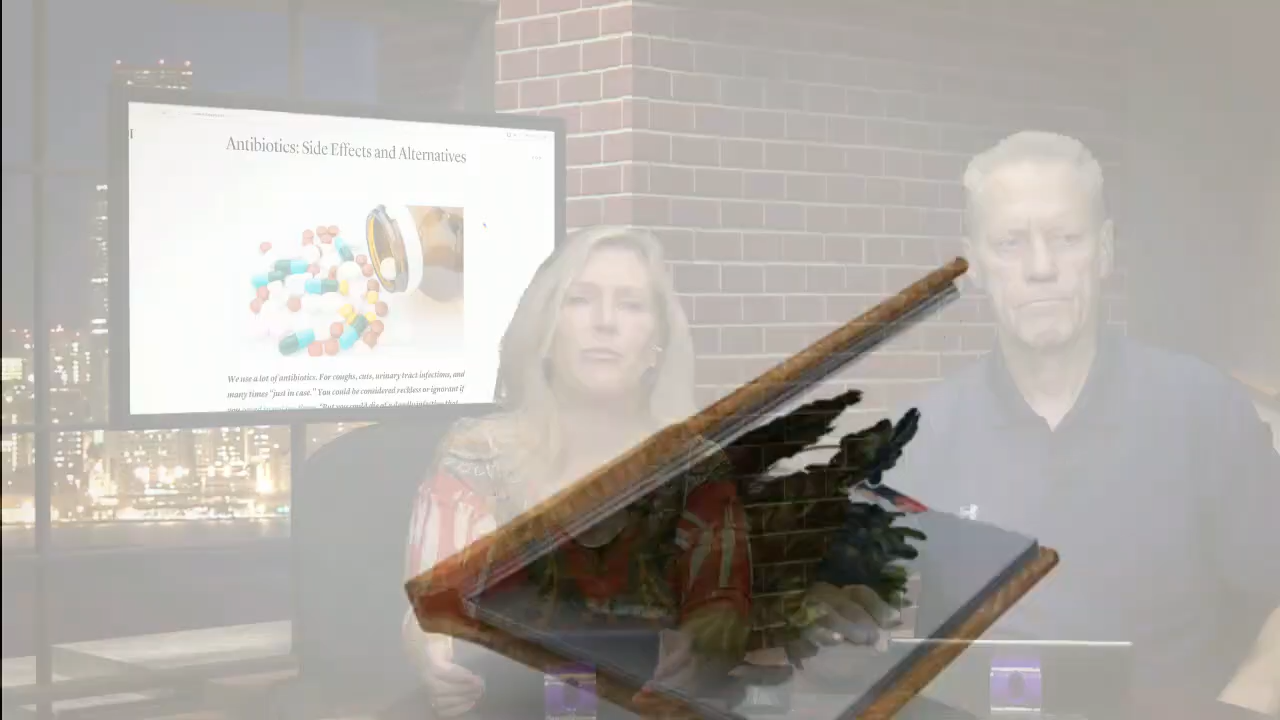 Antibiotics: Side Effects and Alternatives
We use a lot of antibiotics. For coughs, cuts, urinary tract infections, and
many times "just in case." You could be considered reckless or ignorant if